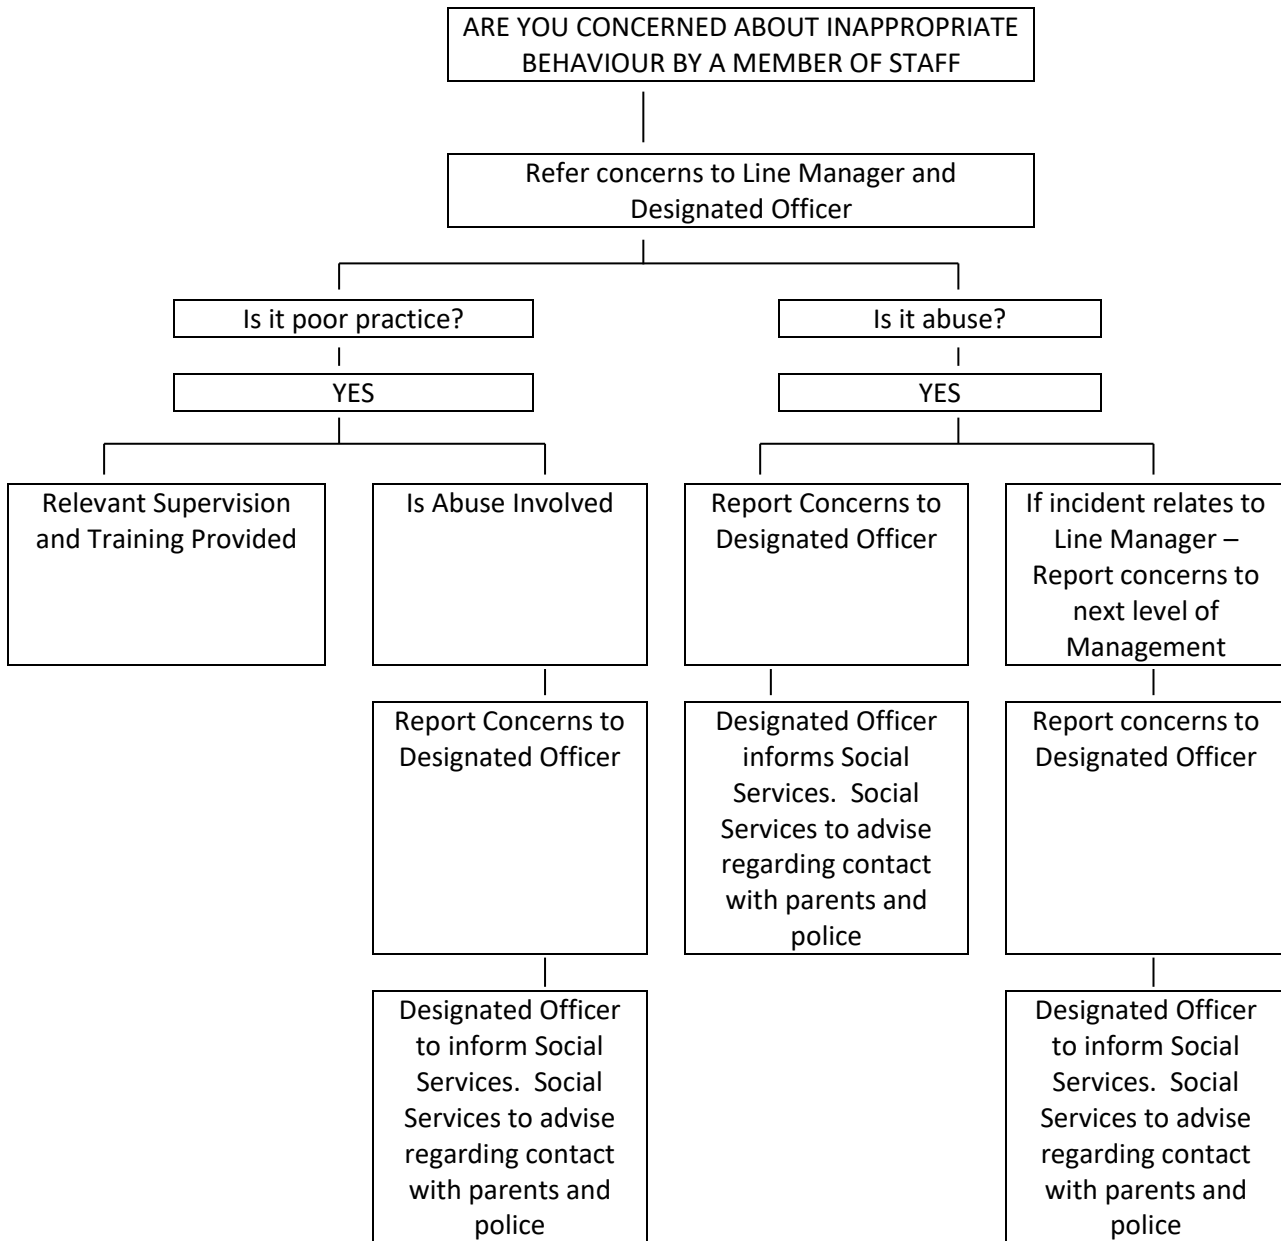 ARE YOU CONCERNED ABOUT INAPPROPRIATE
BEHAVIOUR BY A MEMBER OF STAFF
Refer concerns to Line Manager and
Designated Officer
Is it poor practice?
Is it abuse?
YES
YES
Relevant Supervision
and Training Provided
Is Abuse Involved
Report Concerns to
Designated Officer
If incident relates to
Line Manager –
Report concerns to
next level of
Management
Report Concerns to
Designated Officer
Designated Officer
informs Social
Services.  Social
Services to advise
regarding contact
with parents and
police
Report concerns to
Designated Officer
Designated Officer
to inform Social
Services.  Social
Services to advise
regarding contact
with parents and
police
Designated Officer
to inform Social
Services.  Social
Services to advise
regarding contact
with parents and
police